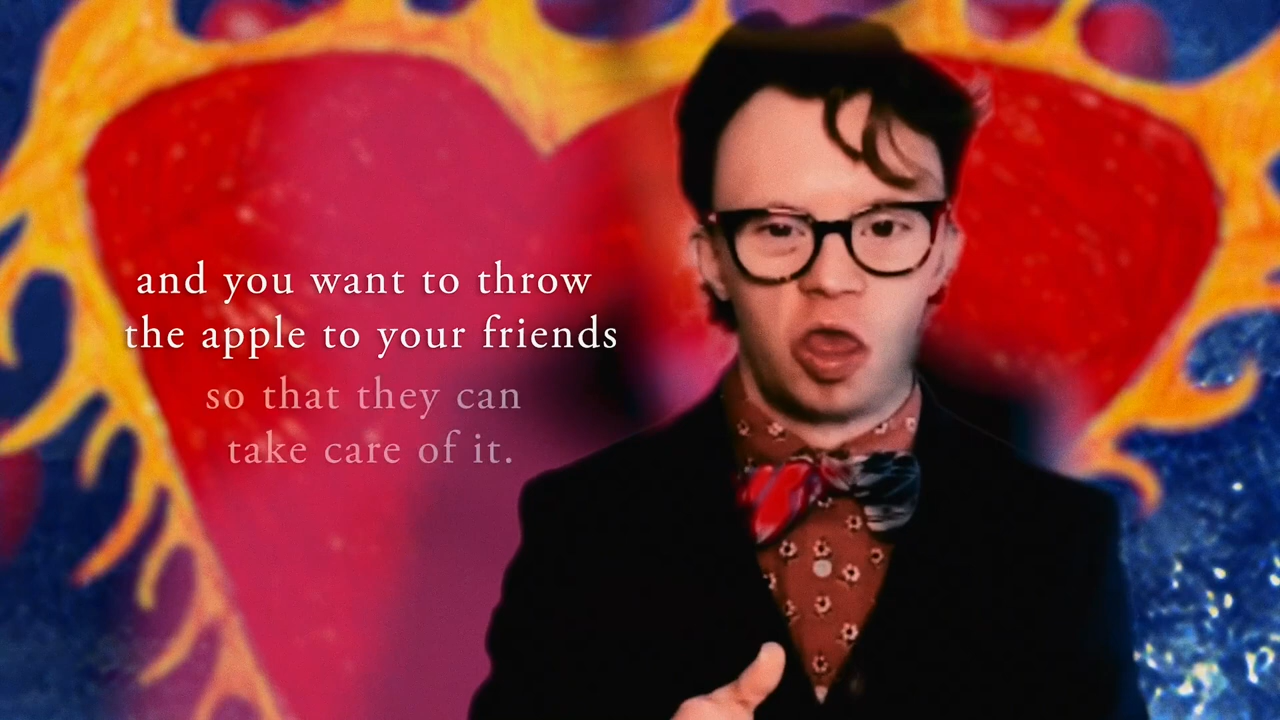 and you want to throw
the apple to your friends
so that they can
take care of it.